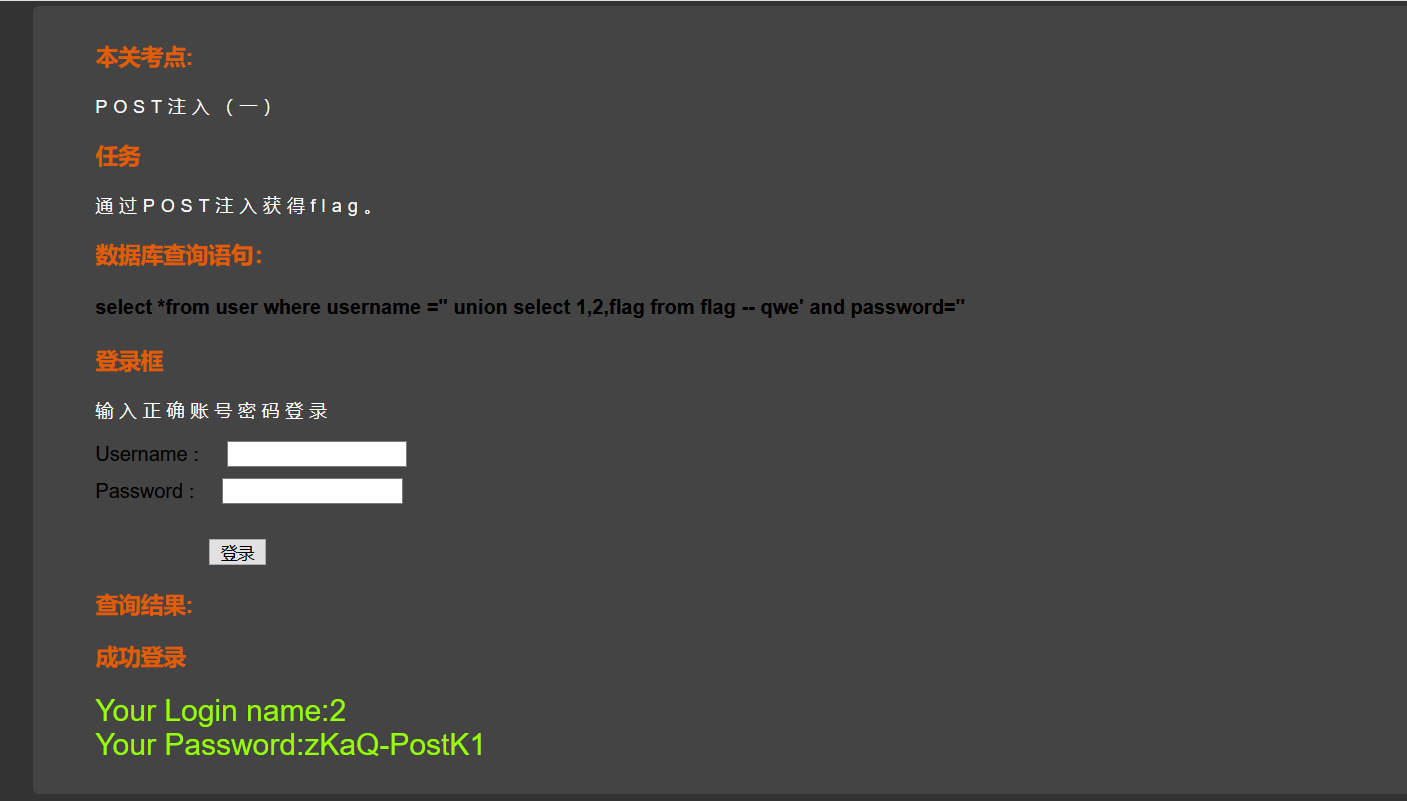 本关考点:
POST注入（一）
任务
通过POST注入获得flag。
数据库查询语句:
select *from user where username ='' union select 1,2,flag from flag -- qwe' and password=''
登录框
输入正确账号密码登录
Username :
Password :
登录
查询结果:
成功登录
Your Login name:2
Your Password:zKaQ-PostK1